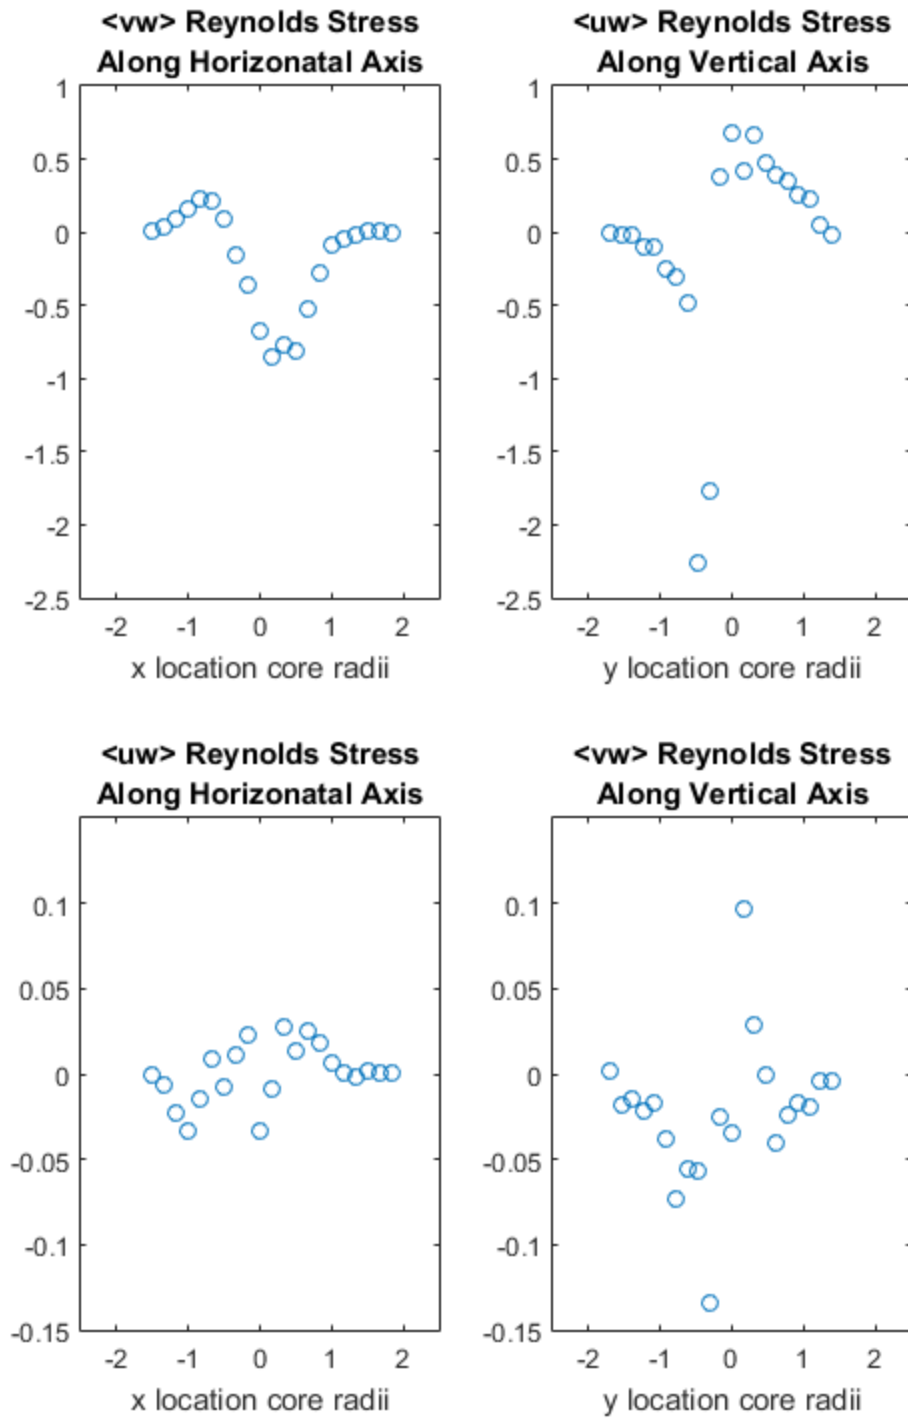 <vw> Reynolds Stress
Along Horizonatal Axis
1
0.5
0
-0.5
-1
-1.5
-2
-2.5
-2 -1 0 1 2
x location core radii
<uw> Reynolds Stress
Along Vertical Axis
1
0.5
0
-0.5
-1
-1.5
-2
-2.5
-2 -1 0 1 2
y location core radii
<uw> Reynolds Stress
Along Horizonatal Axis
0.1
0.05
0
-0.05
-0.1
-0.15
-2 -1 0 1 2
x location core radii
<vw> Reynolds Stress
Along Vertical Axis
0.1
0.05
0
-0.05
-0.1
-0.15
-2 -1 0 1 2
y location core radii